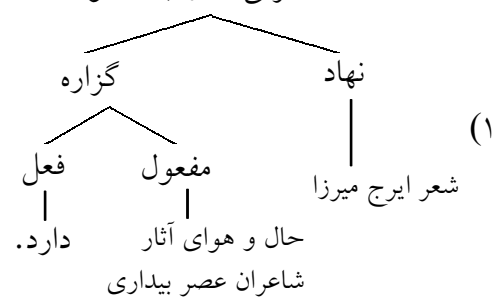 نهاد گزاره
۱)
مفعول فعل
شعر ایرج میرزا
حال و هوای آثار دارد.
شاعران عصر بیداری